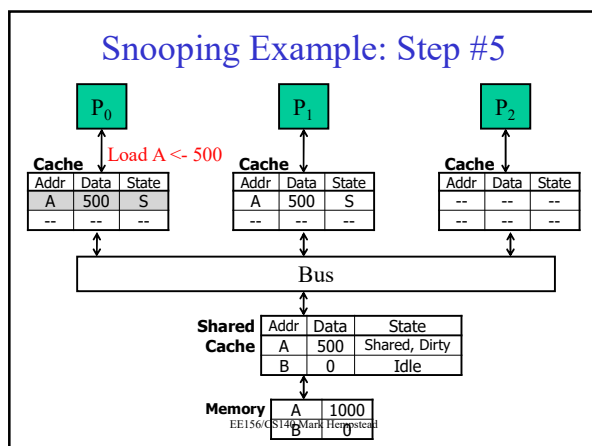 Snooping Example: Step #5
P0 P1 P2
Load A <- 500
Cache Cache Cache
Addr Data State Addr Data State Addr Data State
A 500 S A 500 S -- -- --
-- -- -- -- -- -- -- -- --
Bus
Shared Cache
Addr Data State
A 500 Shared, Dirty
B 0 Idle
Memory
A 1000
B 0
EE156/CS140 Mark Hempstead